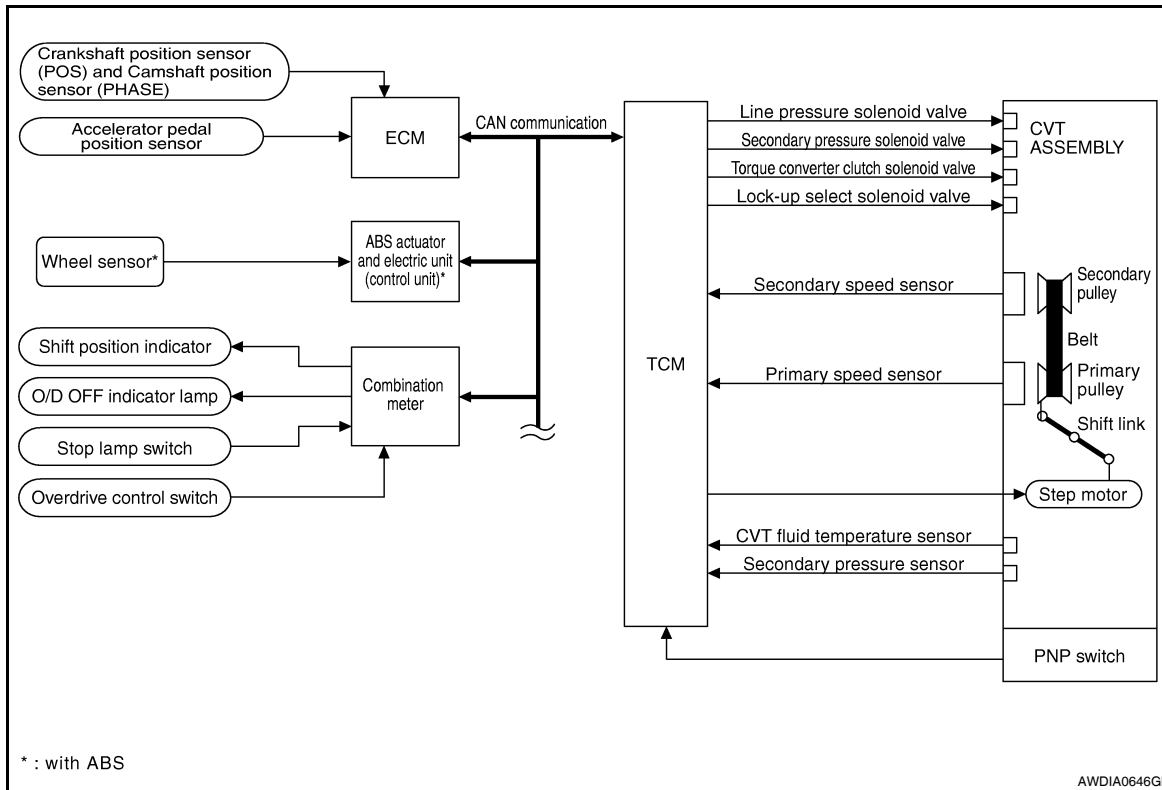 Crankshaft position sensor
(POS) and Camshaft position
sensor (PHASE)
Accelerator pedal
position sensor
ECM
CAN communication
Wheel sensor*
ABS actuator
and electric unit
(control unit)*
Shift position indicator
O/D OFF indicator lamp
Stop lamp switch
Overdrive control switch
Combination
meter
TCM
Line pressure solenoid valve
Secondary pressure solenoid valve
Torque converter clutch solenoid valve
Lock-up select solenoid valve
Secondary speed sensor
Primary speed sensor
CVT fluid temperature sensor
Secondary pressure sensor
CVT
ASSEMBLY
Secondary
pulley
Belt
Primary
pulley
Shift link
Step motor
PNP switch
* : with ABS
AWDIA0646G